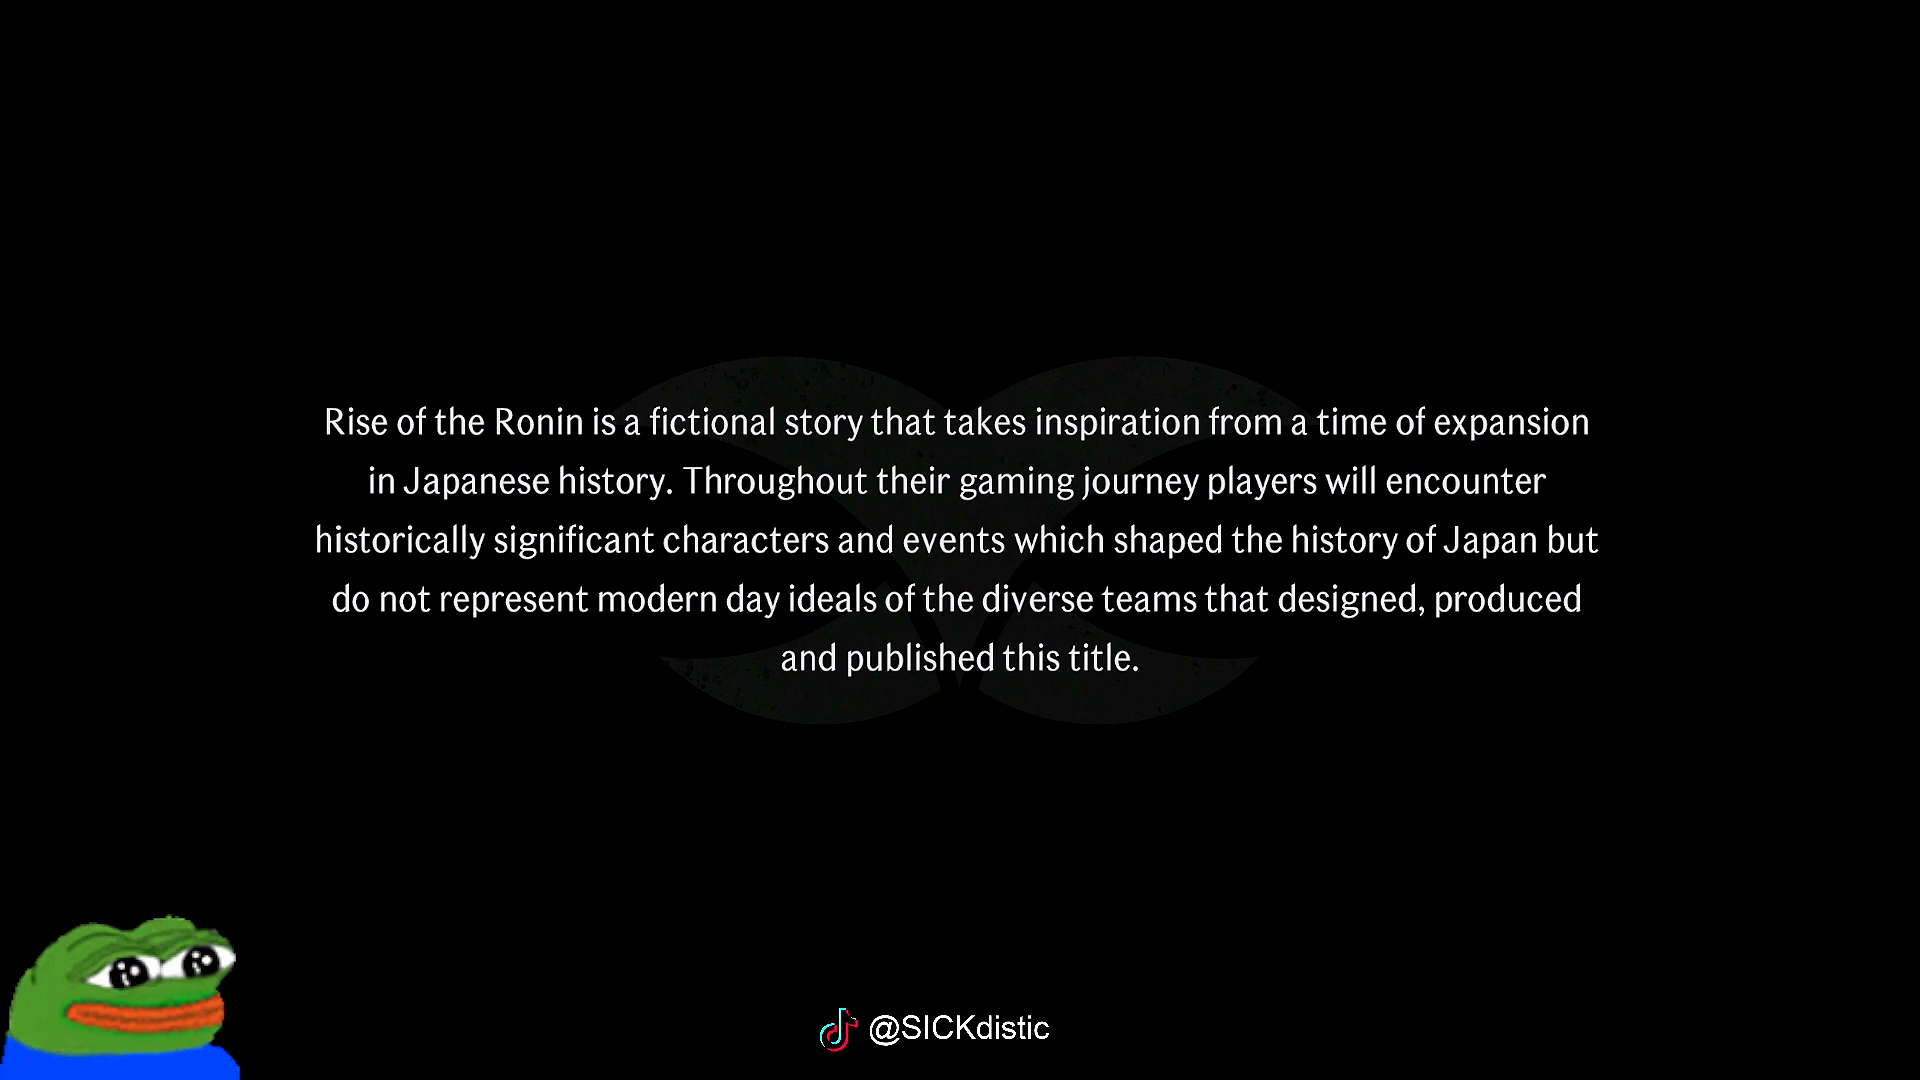 Rise of the Ronin is a fictional story that takes inspiration from a time of expansion
in Japanese history. Throughout their gaming journey players will encounter
historically significant characters and events which shaped the history of Japan but
do not represent modern day ideals of the diverse teams that designed, produced
and published this title.
@SICKdistic